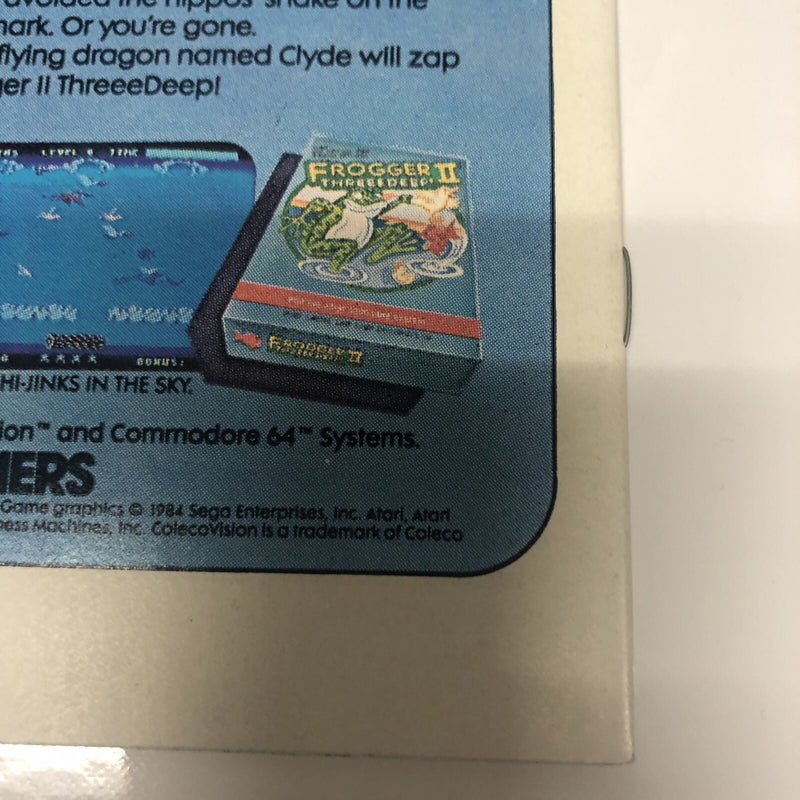 avoided the hippos' snake on the
mark. Or you're gone.
flying dragon named Clyde will zap
ger II ThreeeDeep!
LEVEL
FROGGER II
THREEEDEEP!
FROGGER II
BONUS:
HI-JINKS IN THE SKY.
ion™ and Commodore 64™ Systems.
HERS
Game graphics © 1984 Sega Enterprises, Inc. Atari, Atari
ness Machines, Inc. ColecoVision is a trademark of Coleco